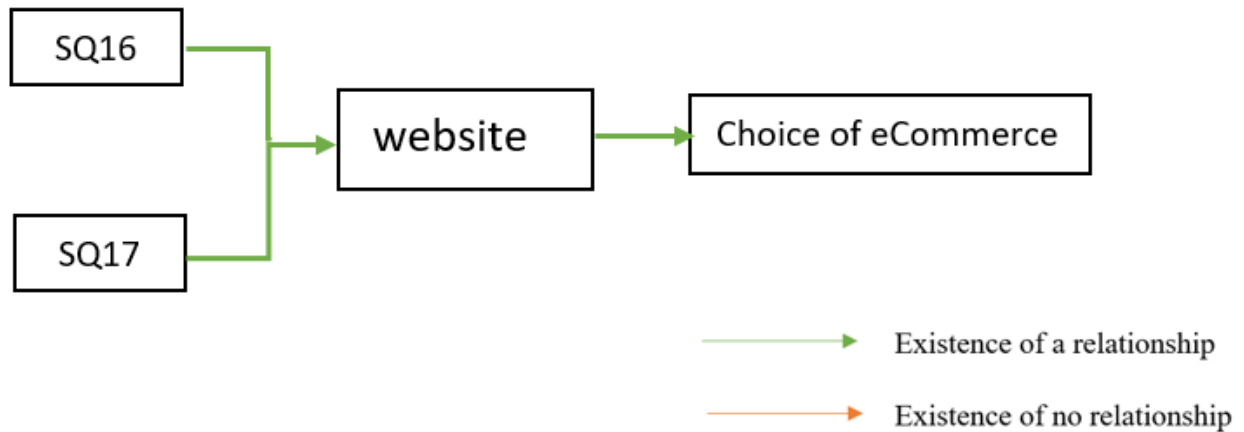 SQ16
website
Choice of eCommerce
SQ17
Existence of a relationship
Existence of no relationship